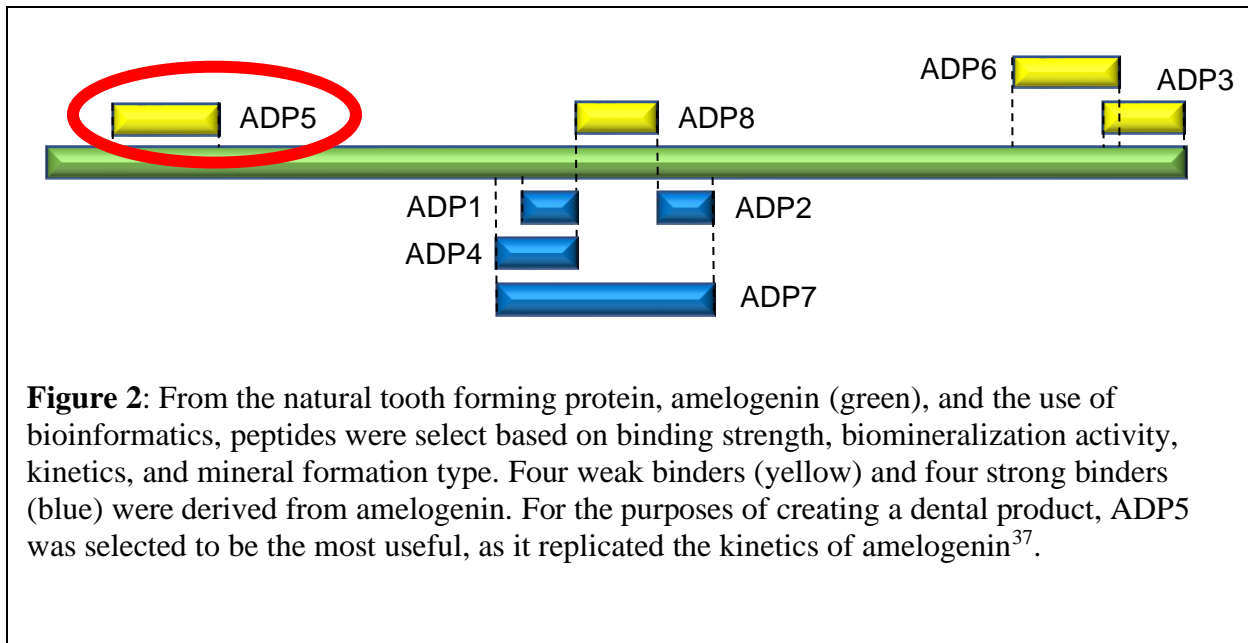 ADP6
ADP3
ADP5
ADP8
ADP1
ADP2
ADP4
ADP7
Figure 2: From the natural tooth forming protein, amelogenin (green), and the use of
bioinformatics, peptides were select based on binding strength, biomineralization activity,
kinetics, and mineral formation type. Four weak binders (yellow) and four strong binders
(blue) were derived from amelogenin. For the purposes of creating a dental product, ADP5
was selected to be the most useful, as it replicated the kinetics of amelogenin³⁷.